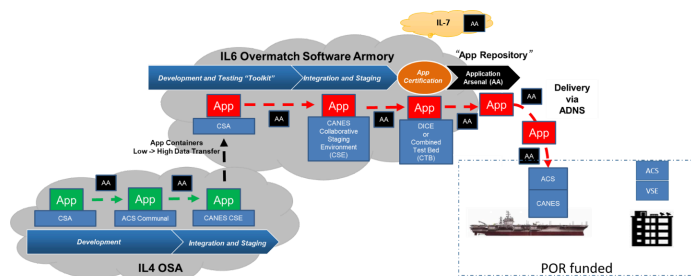 IL-7
AA
IL6 Overmatch Software Armory
"App Repository"
Development and Testing "Toolkit"
Integration and Staging
App
Certification
Application
Arsenal (AA)
App
CSA
AA
App
CANES
Collaborative
Staging
Environment
(CSE)
AA
App
DICE
or
Combined
Test Bed
(CTB)
AA
App
AA
Delivery
via
ADNS
App
AA
App Containers
Low -> High Data Transfer
App
CSA
AA
App
ACS Communal
AA
App
CANES CSE
Development
Integration and Staging
IL4 OSA
ACS
CANES
ACS
VSE
POR funded